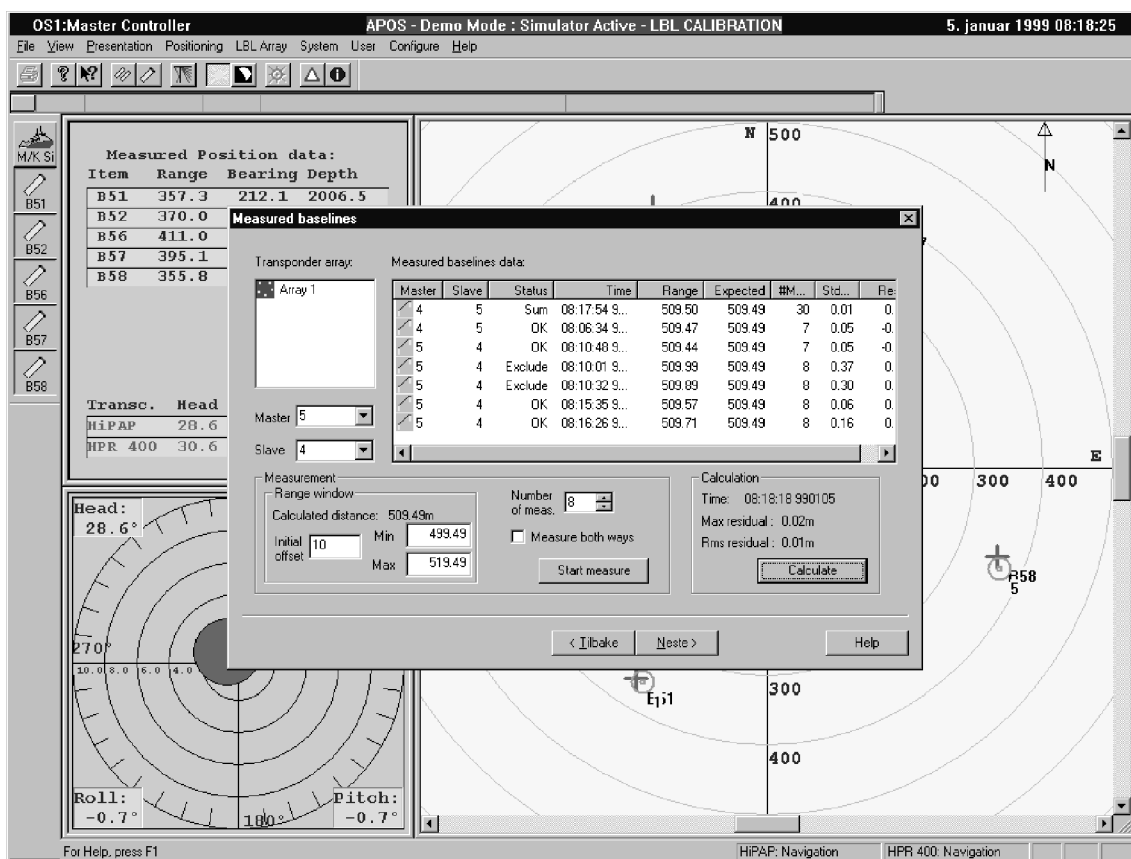 OS1:Master Controller APOS - Demo Mode : Simulator Active - LBL CALIBRATION 5. januar 1999 08:18:25
File View Presentation Positioning LBL Array System User Configure Help
M/K Si
B51
B52
B56
B57
B58
Measured Position data:
Item Range Bearing Depth
B51 357.3 212.1 2006.5
B52 370.0
B56 411.0
B57 395.1
B58 355.8
Transc. Head
HiPAP 28.6
HPR 400 30.6
Head:
28.6°
270°
10.0 8.0 6.0 4.0
180°
Roll:
-0.7°
Pitch:
-0.7°
N 500
N
400
E
300 400
B58
5
300
400
Measured baselines
Transponder array:
Array 1
Master 5
Slave 4
Measured baselines data:
Master Slave Status Time Range Expected #M... Std... Re
4 5 Sum 08:17:54 9... 509.50 509.49 30 0.01 0.
4 5 OK 08:06:34 9... 509.47 509.49 7 0.05 -0.
4 5 OK 08:10:48 9... 509.44 509.49 7 0.05 -0.
5 4 Exclude 08:10:01 9... 509.99 509.49 8 0.37 0.
5 4 Exclude 08:10:32 9... 509.89 509.49 8 0.30 0.
5 4 OK 08:15:35 9... 509.57 509.49 8 0.06 0.
5 4 OK 08:16:26 9... 509.71 509.49 8 0.16 0.
Measurement
Range window
Calculated distance: 509.49m
Initial offset 10
Min 499.49
Max 519.49
Number of meas. 8
Measure both ways
Start measure
Calculation
Time: 08:18:18 990105
Max residual : 0.02m
Rms residual : 0.01m
Calculate
< Tilbake Neste > Help
For Help, press F1 HiPAP: Navigation HPR 400: Navigation